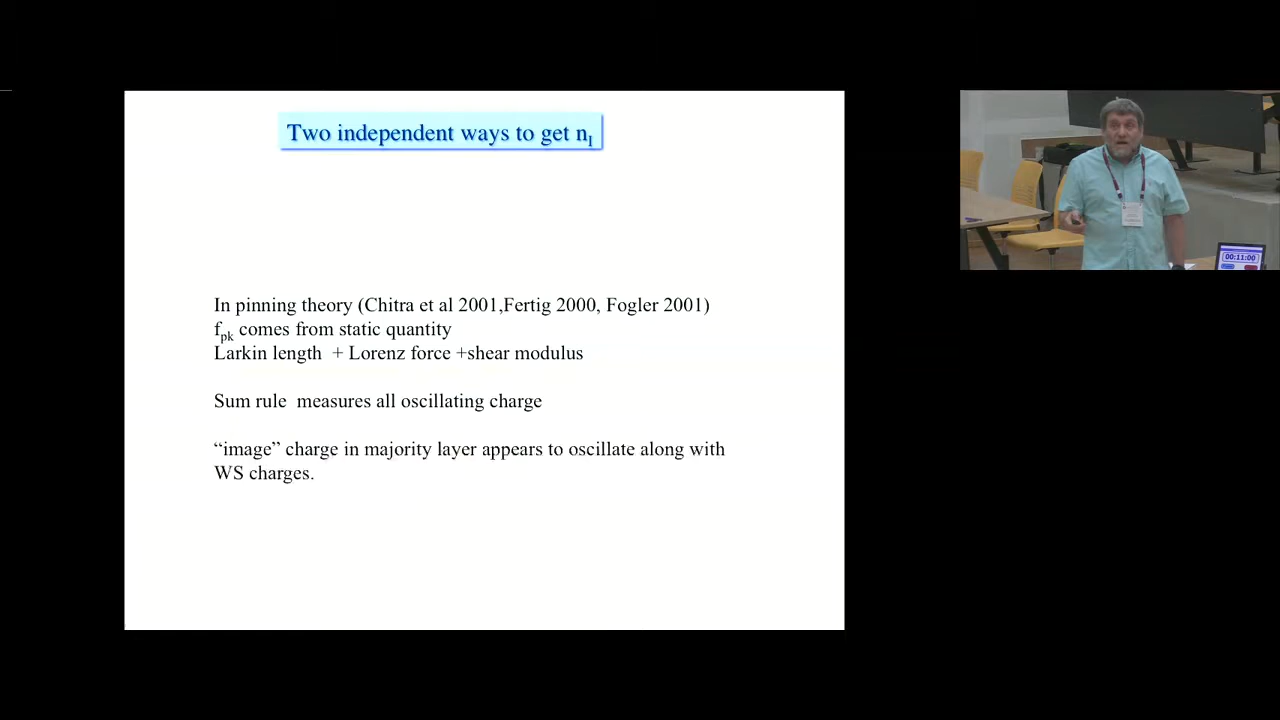 Two independent ways to get nI
In pinning theory (Chitra et al 2001,Fertig 2000, Fogler 2001)
fpk comes from static quantity
Larkin length + Lorenz force +shear modulus
Sum rule measures all oscillating charge
“image” charge in majority layer appears to oscillate along with
WS charges.
00:11:00